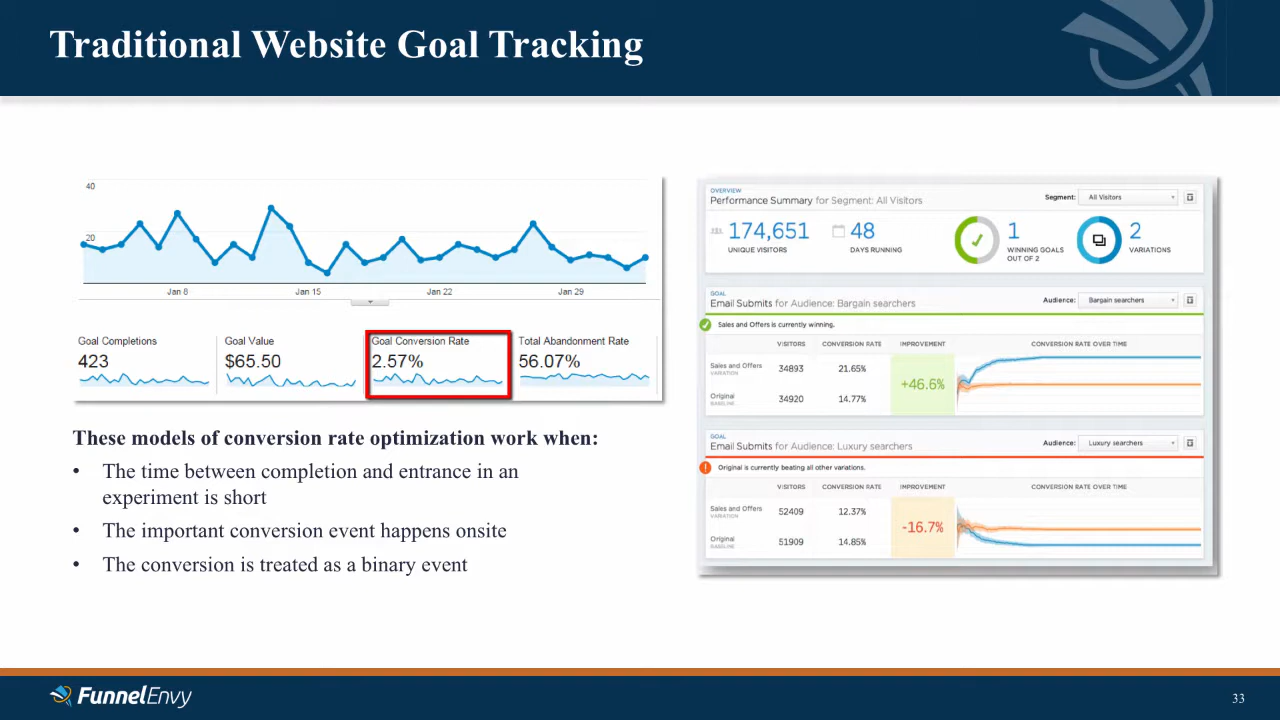 Traditional Website Goal Tracking
40
20
Jan 8 Jan 15 Jan 22 Jan 29
Goal Completions Goal Value Goal Conversion Rate Total Abandonment Rate
423 $65.50 2.57% 56.07%
These models of conversion rate optimization work when:
• The time between completion and entrance in an
experiment is short
• The important conversion event happens onsite
• The conversion is treated as a binary event
OVERVIEW
Performance Summary for Segment: All Visitors
Segment: All Visitors
174,651 48 1 2
UNIQUE VISITORS DAYS RUNNING WINNING GOALS VARIATIONS
OUT OF 2
GOAL
Email Submits for Audience: Bargain searchers
Audience: Bargain searchers
Sales and Offers is currently winning.
VISITORS CONVERSION RATE IMPROVEMENT CONVERSION RATE OVER TIME
Sales and Offers 34893 21.65%
VARIATION
+46.6%
Original 34920 14.77%
BASELINE
GOAL
Email Submits for Audience: Luxury searchers
Audience: Luxury searchers
Original is currently beating all other variations.
VISITORS CONVERSION RATE IMPROVEMENT CONVERSION RATE OVER TIME
Sales and Offers 52409 12.37%
VARIATION
-16.7%
Original 51909 14.85%
BASELINE
FunnelEnvy
33